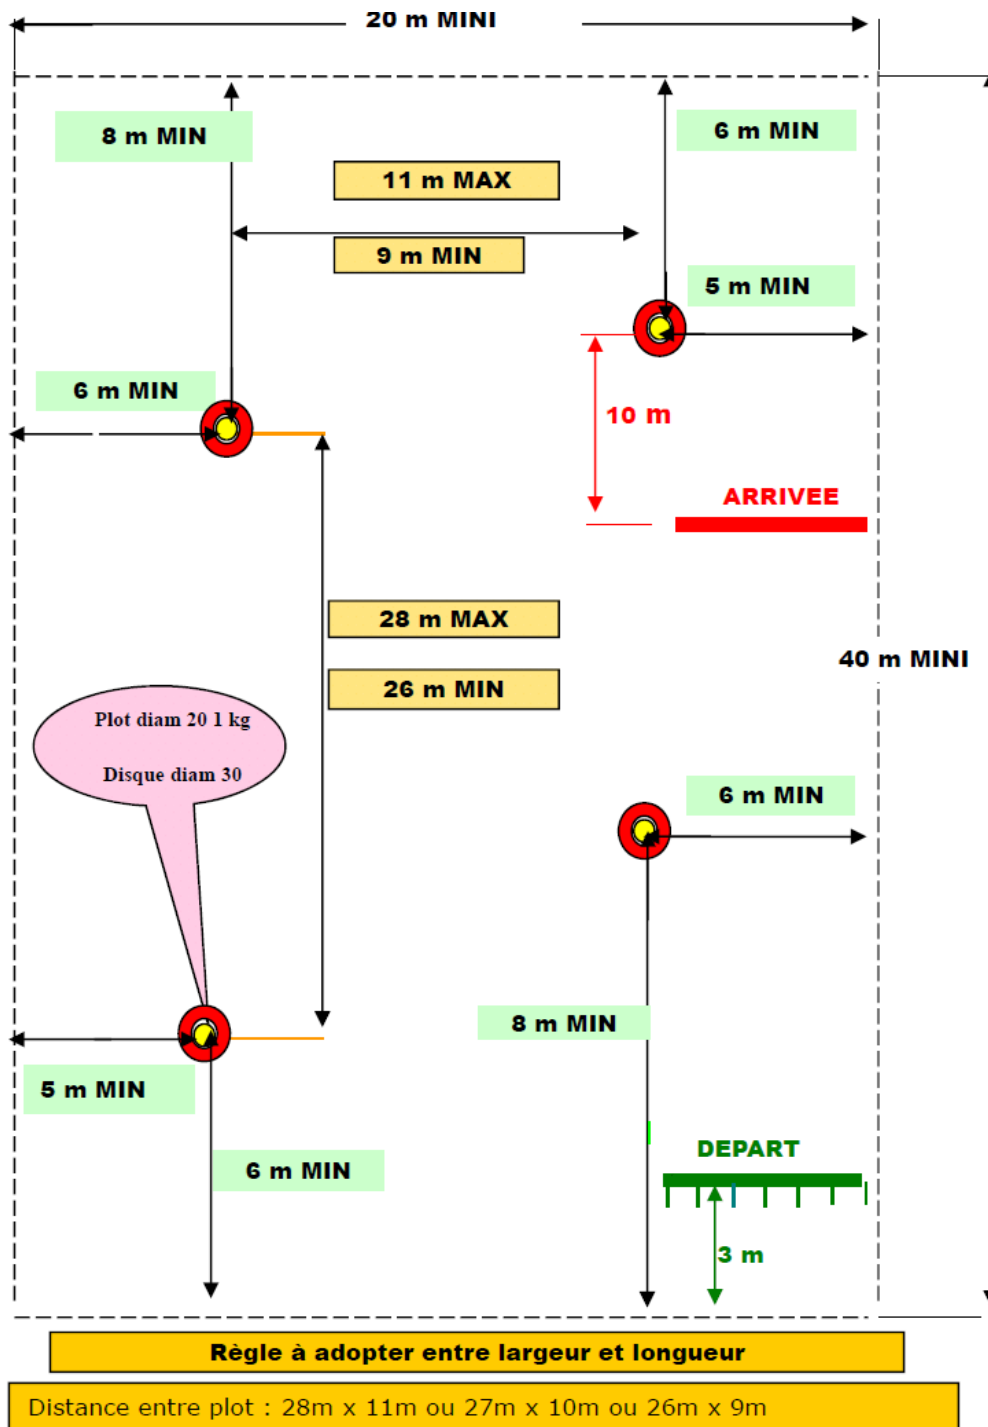 20 m MINI
8 m MIN
6 m MIN
11 m MAX
9 m MIN
5 m MIN
6 m MIN
10 m
ARRIVEE
28 m MAX
40 m MINI
26 m MIN
Plot diam 20 1 kg
Disque diam 30
6 m MIN
8 m MIN
5 m MIN
DEPART
6 m MIN
3 m
Règle à adopter entre largeur et longueur
Distance entre plot : 28m x 11m ou 27m x 10m ou 26m x 9m